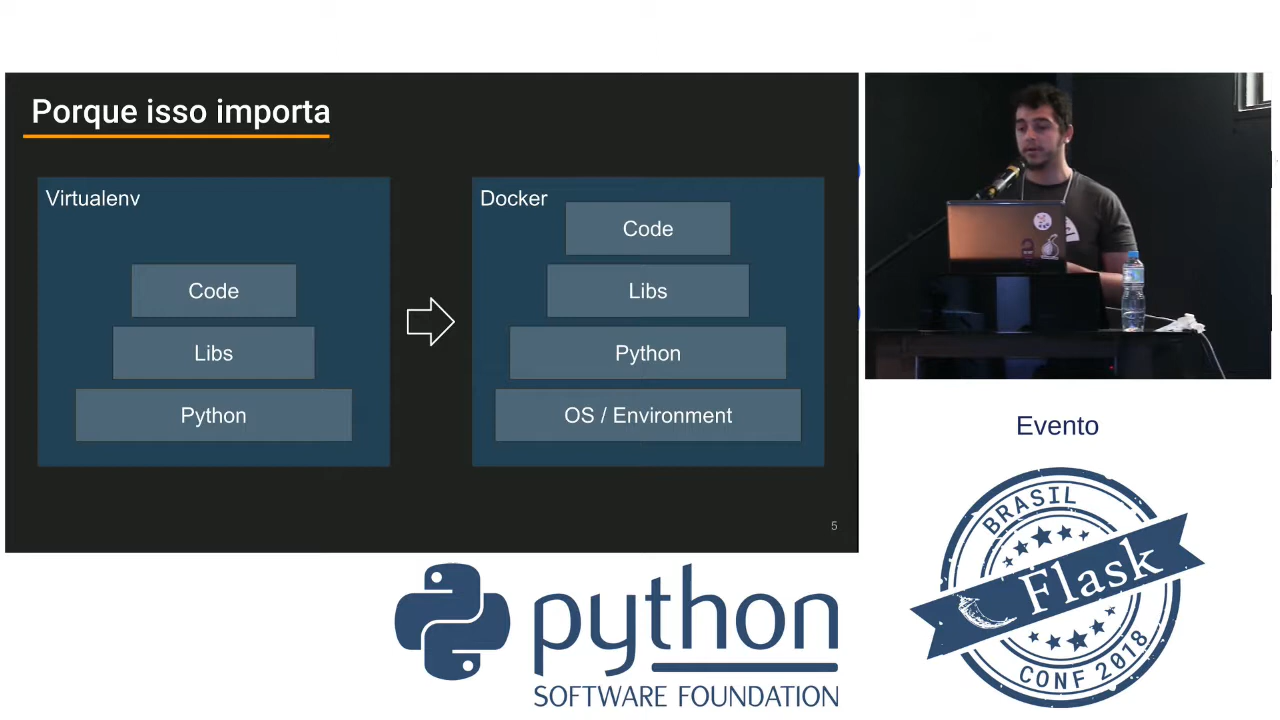 Porque isso importa
Virtualenv
Code
Libs
Python
Docker
Code
Libs
Python
OS / Environment
5
Evento
python
SOFTWARE FOUNDATION
BRASIL
Flask
CONF 2018